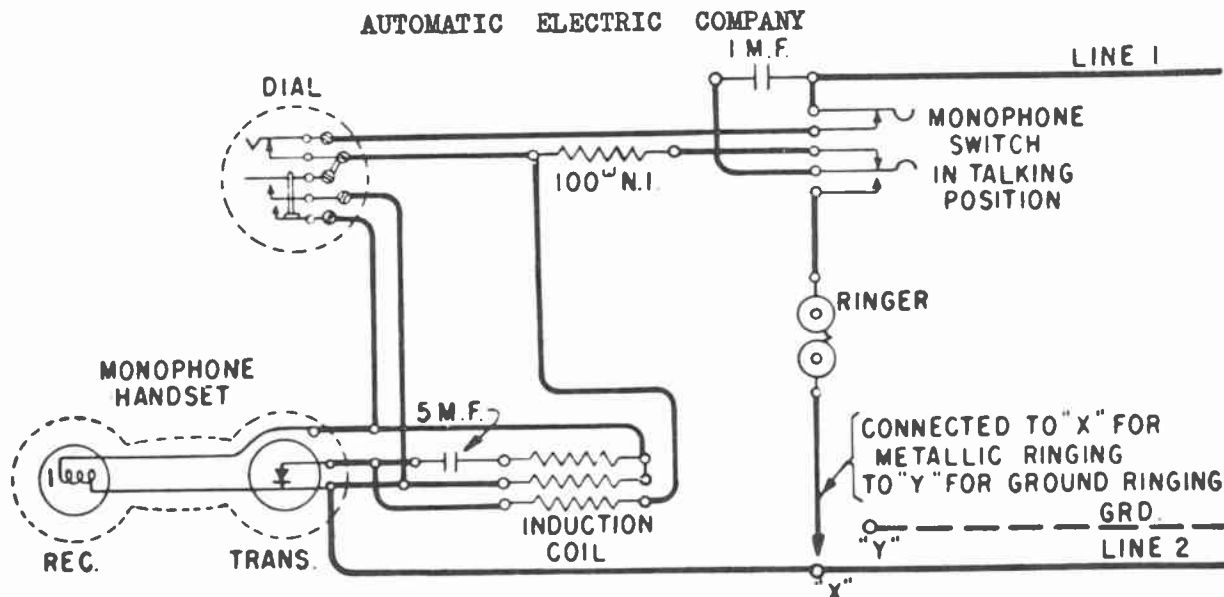 AUTOMATIC ELECTRIC COMPANY
1 M.F.
LINE 1
DIAL
MONOPHONE
SWITCH
IN TALKING
POSITION
100ω N.I.
RINGER
MONOPHONE
HANDSET
5 M.F.
CONNECTED TO "X" FOR
METALLIC RINGING
TO "Y" FOR GROUND RINGING
GRD.
"Y"
INDUCTION
COIL
REC.
TRANS.
LINE 2
"X"